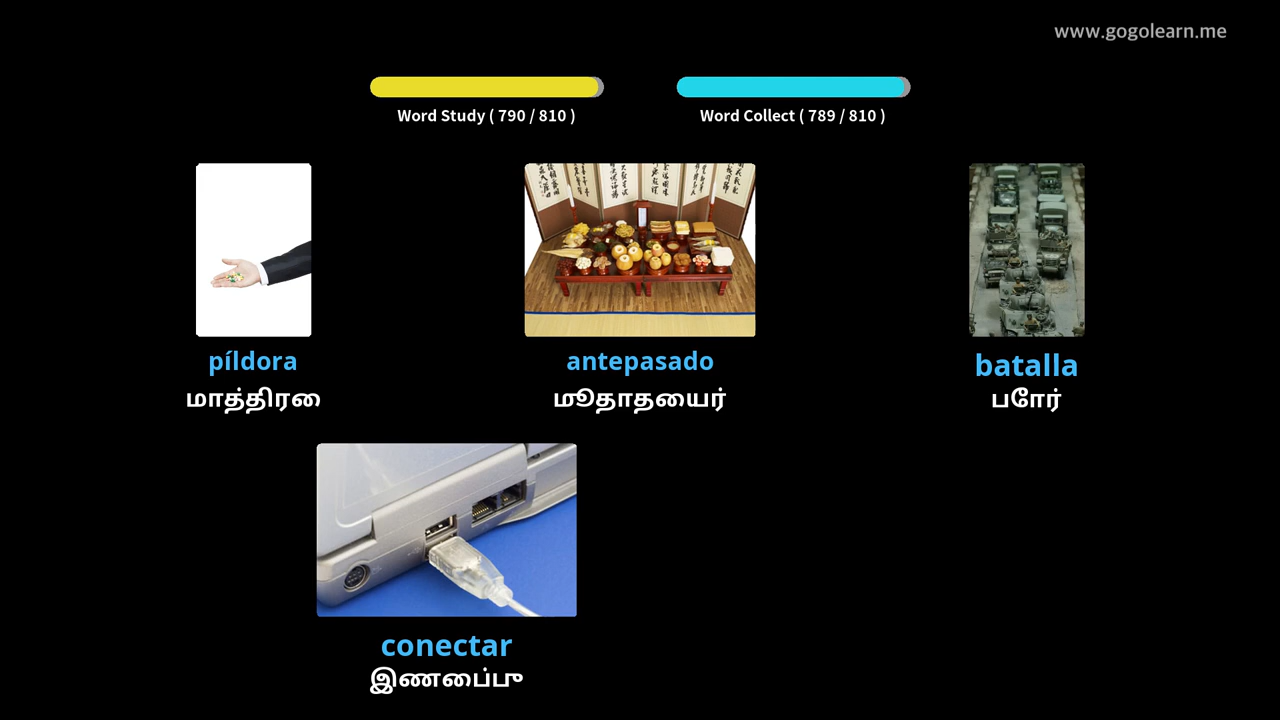 www.gogolearn.me
Word Study ( 790 / 810 )
Word Collect ( 789 / 810 )
píldora
மாத்திரை
antepasado
மூதாதையர்
batalla
போர்
conectar
இணைப்பு